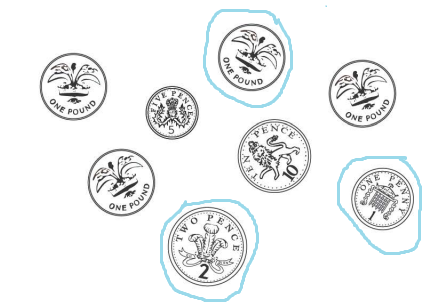 ONE POUND
ONE POUND
FIVE PENCE
5
ONE POUND
TEN PENCE
10
ONE POUND
ONE PENNY
1
TWO PENCE
2